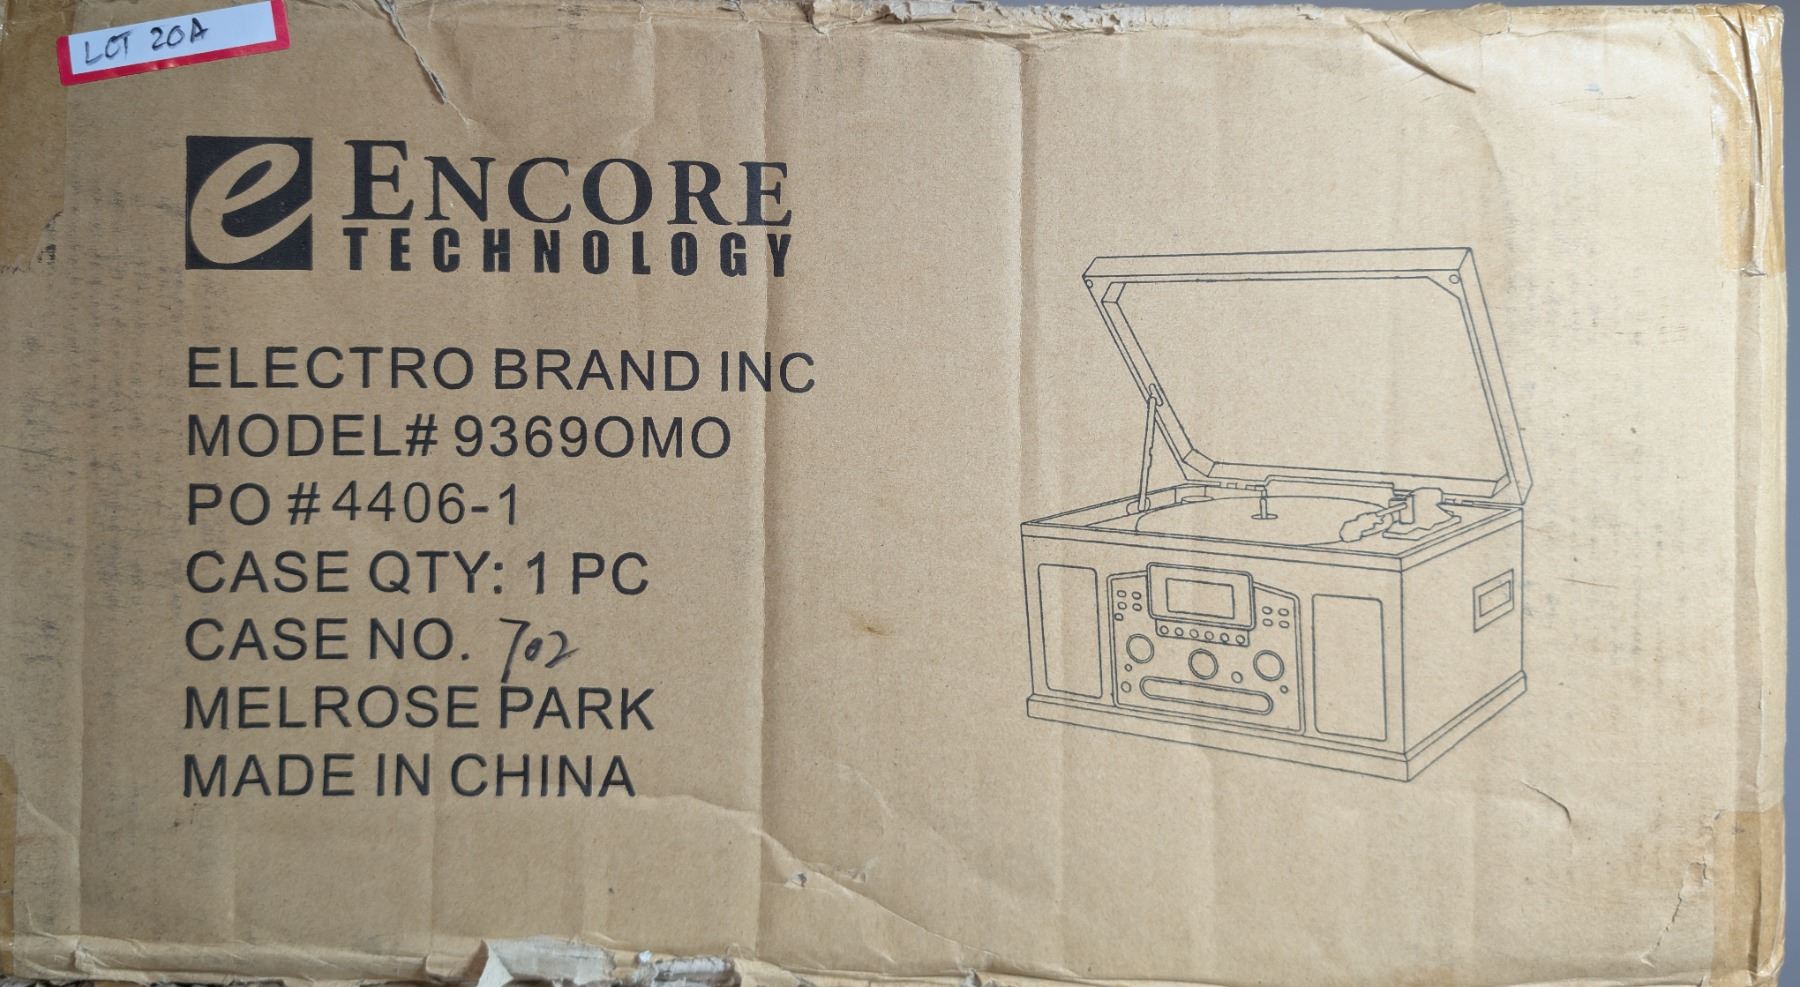 LOT 20A
ENCORE
TECHNOLOGY
ELECTRO BRAND INC
MODEL# 9369OMO
PO #4406-1
CASE QTY: 1 PC
CASE NO. 702
MELROSE PARK
MADE IN CHINA